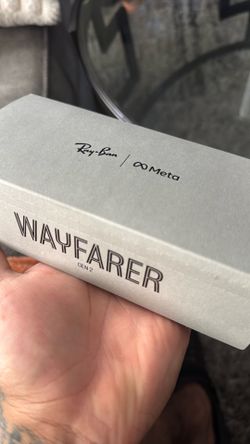 Ray-Ban | ∞ Meta
WAYFARER
GEN 2